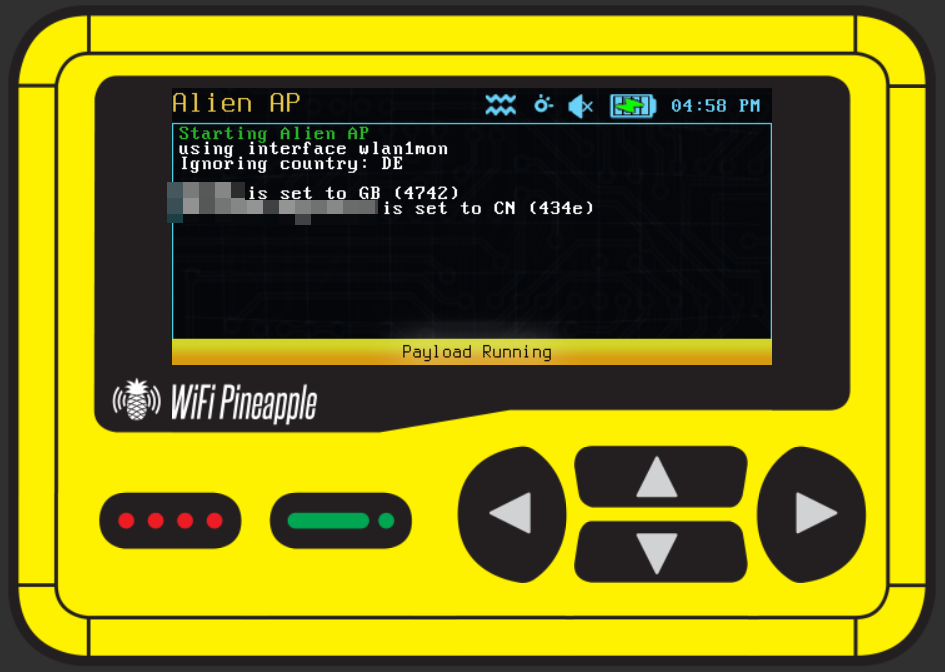 Alien AP
04:58 PM
Starting Alien AP
using interface wlan1mon
Ignoring country: DE
is set to GB (4742)
is set to CN (434e)
Payload Running
WiFi Pineapple